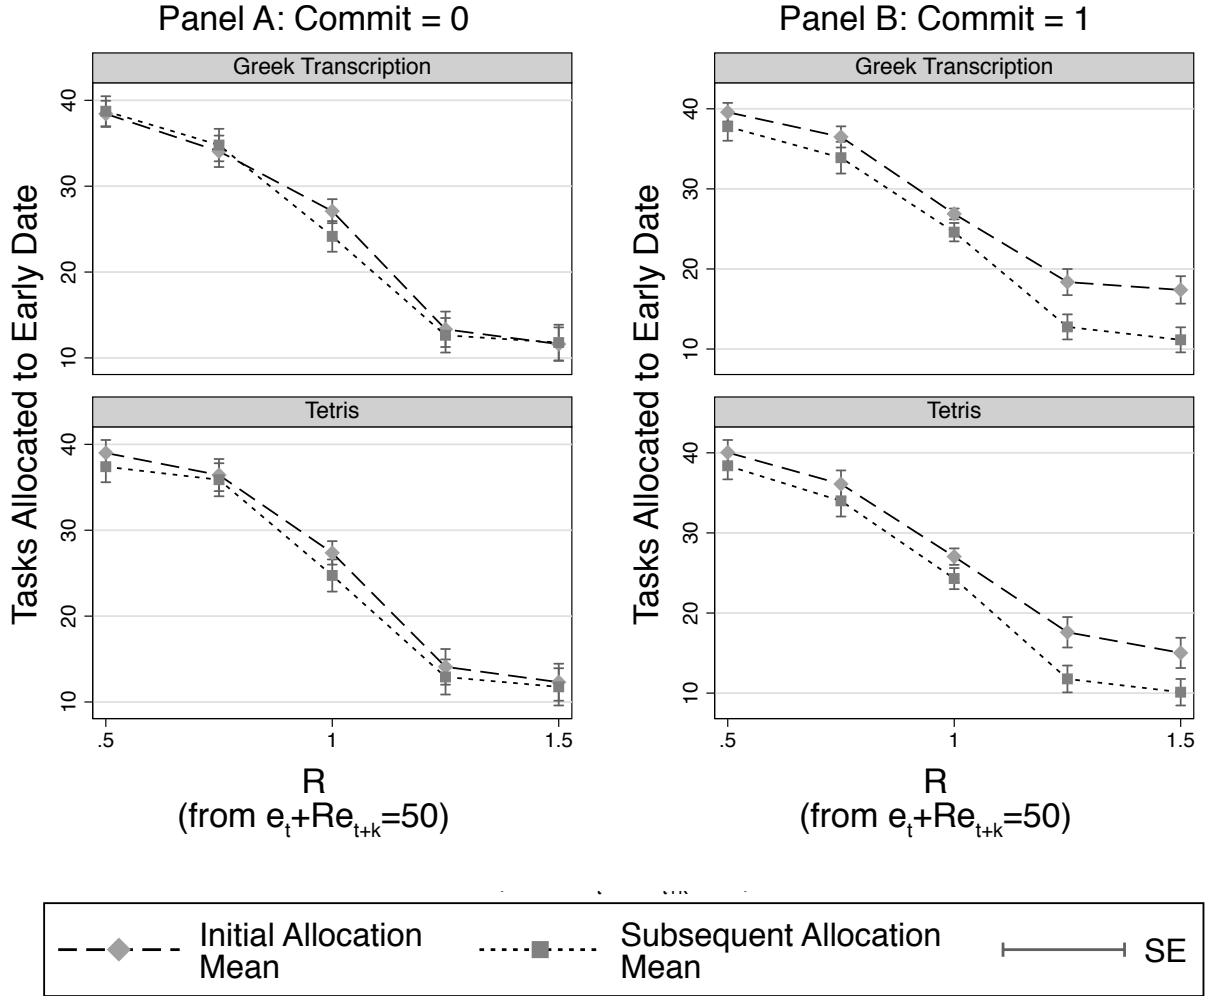 Panel A: Commit = 0
Panel B: Commit = 1
Greek Transcription
Greek Transcription
Tasks Allocated to Early Date
Tasks Allocated to Early Date
40
30
20
10
40
30
20
10
Tetris
Tetris
40
30
20
10
40
30
20
10
.5
1
1.5
.5
1
1.5
R
(from e_t+Re_{t+k}=50)
R
(from e_t+Re_{t+k}=50)
Initial Allocation
Mean
Subsequent Allocation
Mean
SE